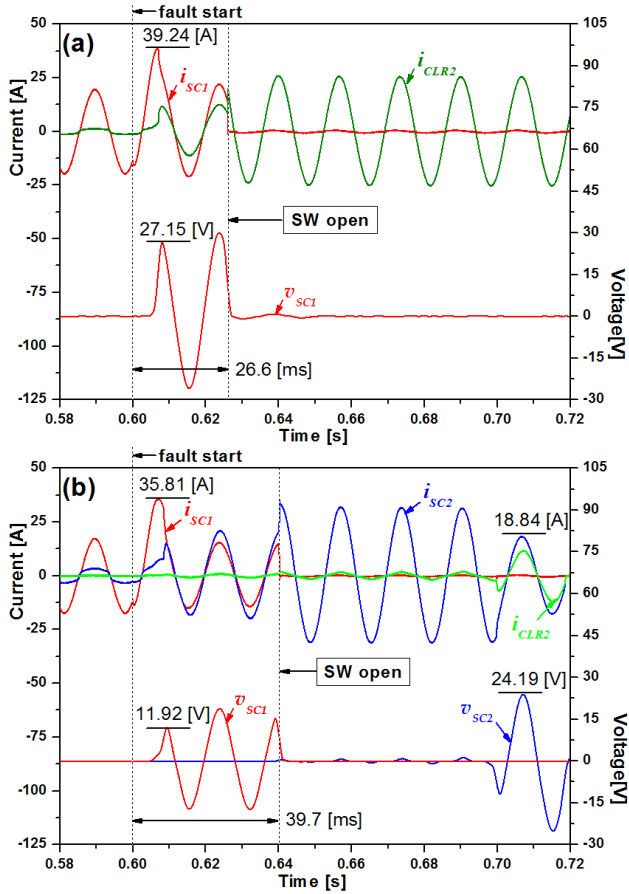 fault start
(a)
39.24 [A]
i_SC1
i_CLR2
27.15 [V]
SW open
v_SC1
26.6 [ms]
Current [A]
50
25
0
-25
-50
-75
-100
-125
Voltage[V]
105
90
75
60
45
30
15
0
-15
-30
0.58 0.60 0.62 0.64 0.66 0.68 0.70 0.72
Time [s]
fault start
(b)
35.81 [A]
i_SC1
i_SC2
18.84 [A]
i_CLR2
SW open
11.92 [V]
v_SC1
v_SC2
24.19 [V]
39.7 [ms]
Current [A]
50
25
0
-25
-50
-75
-100
-125
Voltage[V]
105
90
75
60
45
30
15
0
-15
-30
0.58 0.60 0.62 0.64 0.66 0.68 0.70 0.72
Time [s]